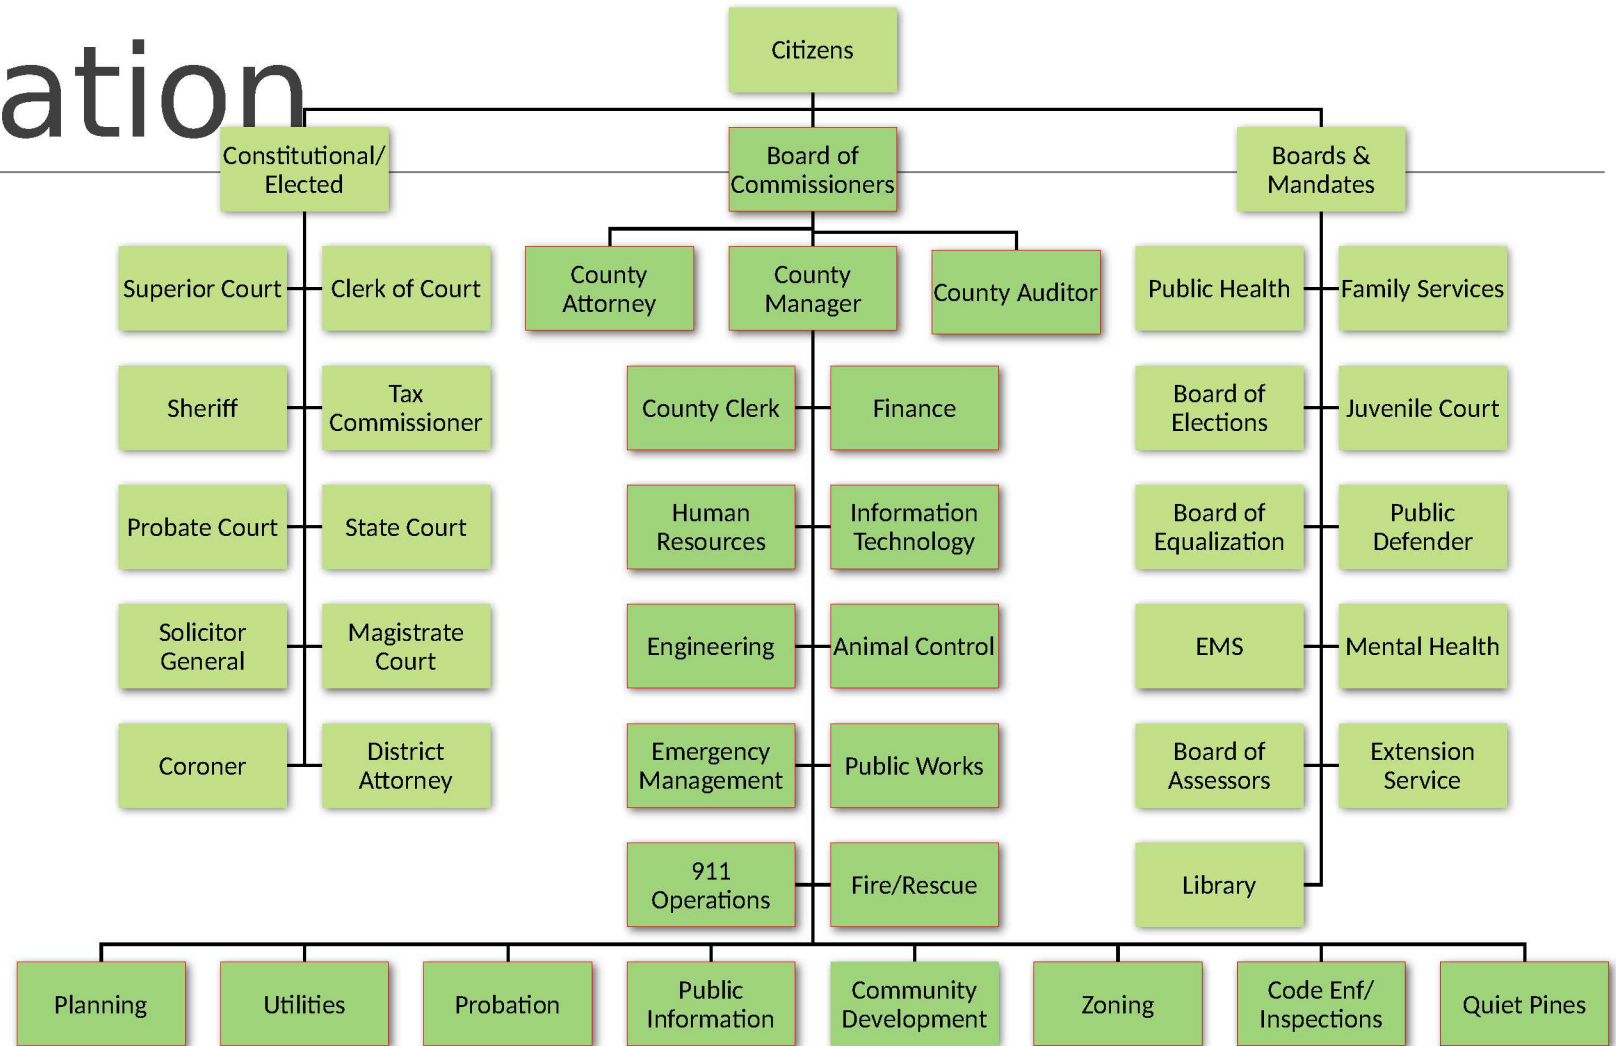 ation
Citizens
Constitutional/
Elected
Board of
Commissioners
Boards &
Mandates
Superior Court
Clerk of Court
County
Attorney
County
Manager
County Auditor
Public Health
Family Services
Sheriff
Tax
Commissioner
County Clerk
Finance
Board of
Elections
Juvenile Court
Probate Court
State Court
Human
Resources
Information
Technology
Board of
Equalization
Public
Defender
Solicitor
General
Magistrate
Court
Engineering
Animal Control
EMS
Mental Health
Coroner
District
Attorney
Emergency
Management
Public Works
Board of
Assessors
Extension
Service
911
Operations
Fire/Rescue
Library
Planning
Utilities
Probation
Public
Information
Community
Development
Zoning
Code Enf/
Inspections
Quiet Pines